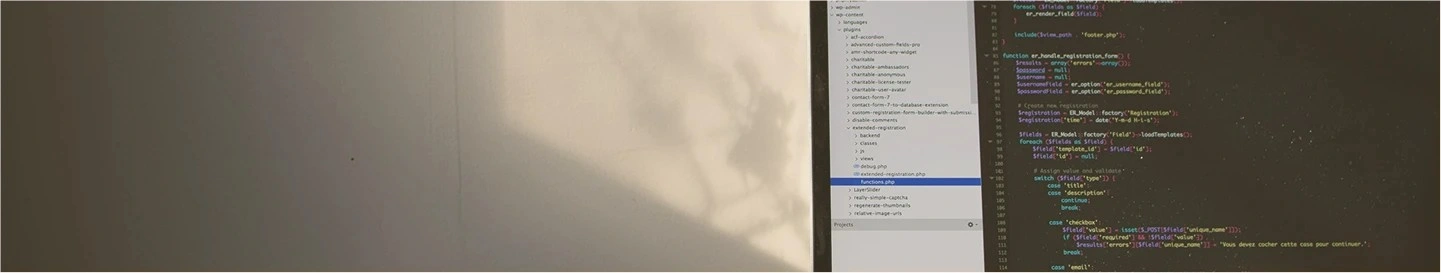 wp-admin
wp-content
languages
plugins
acf-accordion
advanced-custom-fields-pro
amr-shortcode-any-widget
charitable
charitable-ambassadors
charitable-anonymous
charitable-license-tester
charitable-user-avatar
contact-form-7
contact-form-7-to-database-extension
custom-registration-form-builder-with-submiss...
disable-comments
extended-registration
backend
classes
js
views
debug.php
extended-registration.php
functions.php
LayerSlider
really-simple-captcha
regenerate-thumbnails
relative-image-urls
Projects
foreach ($fields as $field) {
er_render_field($field);
}
include($view_path . 'footer.php');
}
function er_handle_registration_form() {
$results = array('errors'=>array());
$password = null;
$username = null;
$usernameField = er_option('er_username_field');
$passwordField = er_option('er_password_field');
# Create new registration
$registration = ER_Model::factory('Registration');
$registration['time'] = date('Y-m-d H-i-s');
$fields = ER_Model::factory('Field')->loadTemplates();
foreach ($fields as $field) {
$field['template_id'] = $field['id'];
$field['id'] = null;
# Assign value and validate
switch ($field['type']) {
case 'title':
case 'description':
continue;
break;
case 'checkbox':
$field['value'] = isset($_POST[$field['unique_name']]);
if ($field['required'] && !$field['value'])
$results['errors'][$field['unique_name']] = 'Vous devez cocher cette case pour continuer.';
break;
case 'email':